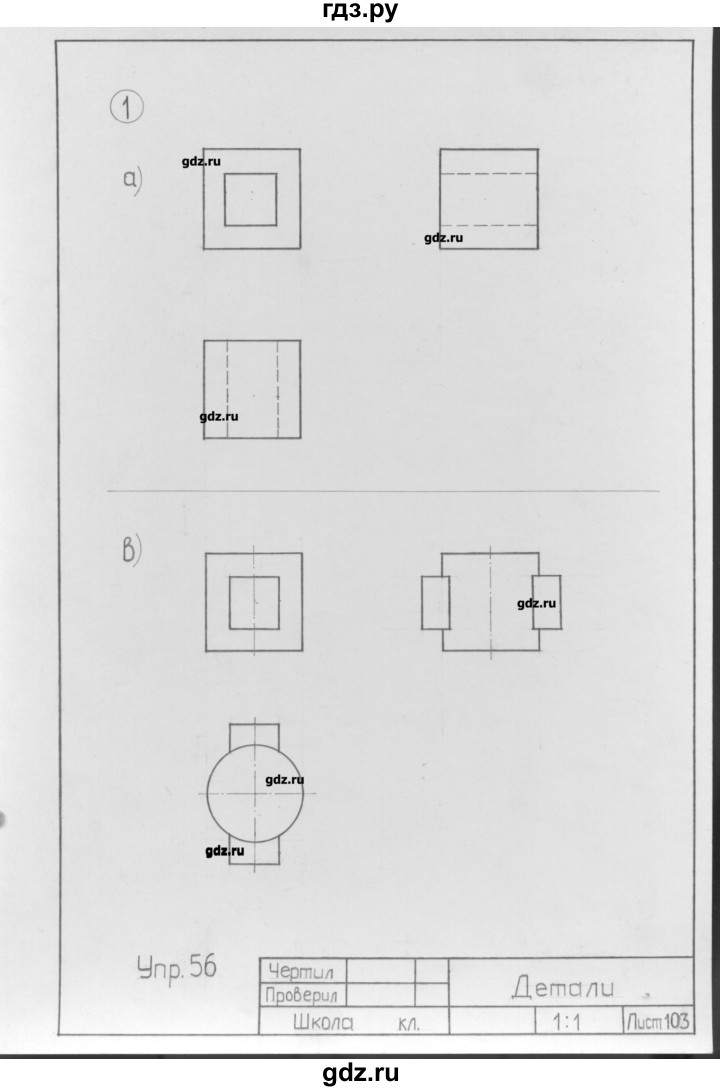 гдз.ру
1
а)
gdz.ru
gdz.ru
gdz.ru
в)
gdz.ru
gdz.ru
gdz.ru
Упр. 56
Чертил
Проверил
Детали
Школа кл.
1:1
Лист 103
gdz.ru